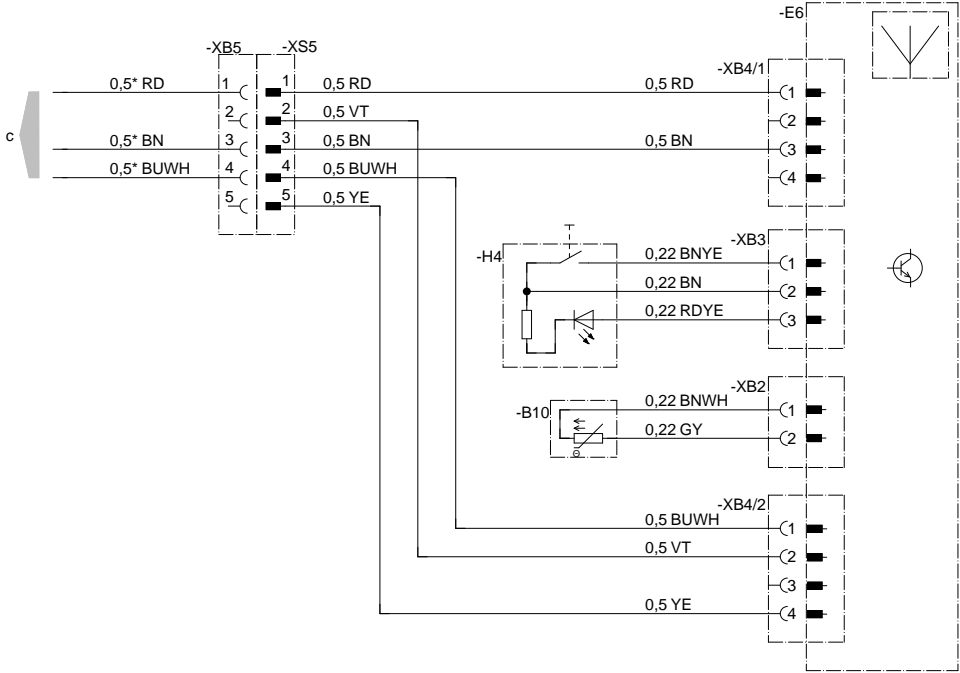 -E6
-XB5 -XS5
-XB4/1
0,5* RD 1 1 0,5 RD 0,5 RD 1
2 2 0,5 VT 2
c
0,5* BN 3 3 0,5 BN 0,5 BN 3
0,5* BUWH 4 4 0,5 BUWH 4
5 5 0,5 YE
-XB3
-H4 0,22 BNYE 1
0,22 BN 2
0,22 RDYE 3
-XB2
-B10 0,22 BNWH 1
0,22 GY 2
Θ
-XB4/2
0,5 BUWH 1
0,5 VT 2
3
0,5 YE 4